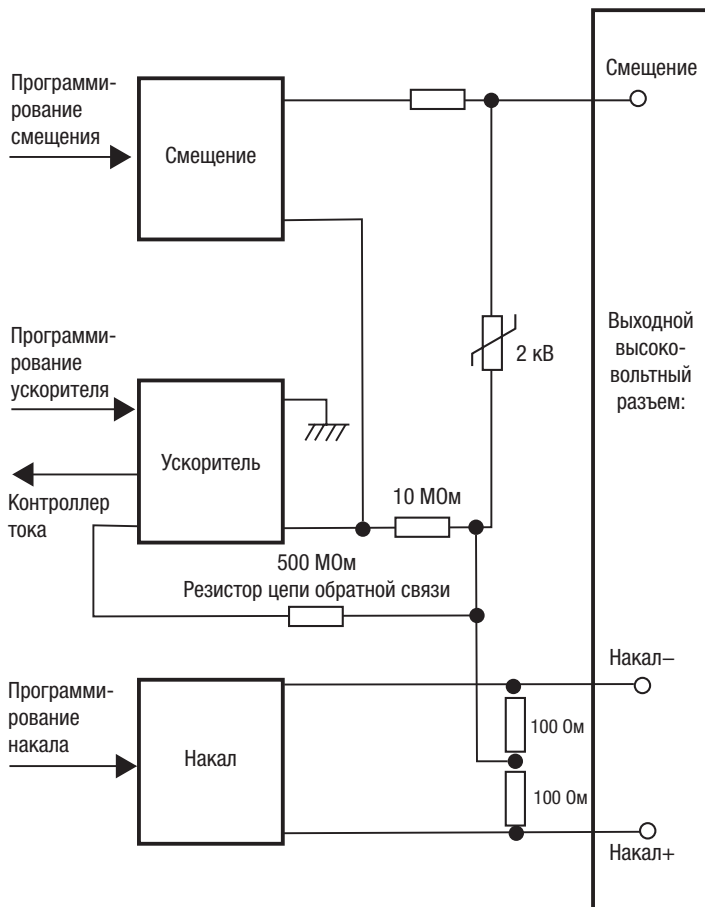 Программи-
рование
смещения
Смещение
Смещение
Программи-
рование
ускорителя
Ускоритель
Контроллер
тока
2 кВ
Выходной
высоко-
вольтный
разъем:
10 МОм
500 МОм
Резистор цепи обратной связи
Программи-
рование
накала
Накал
Накал–
100 Ом
100 Ом
Накал+